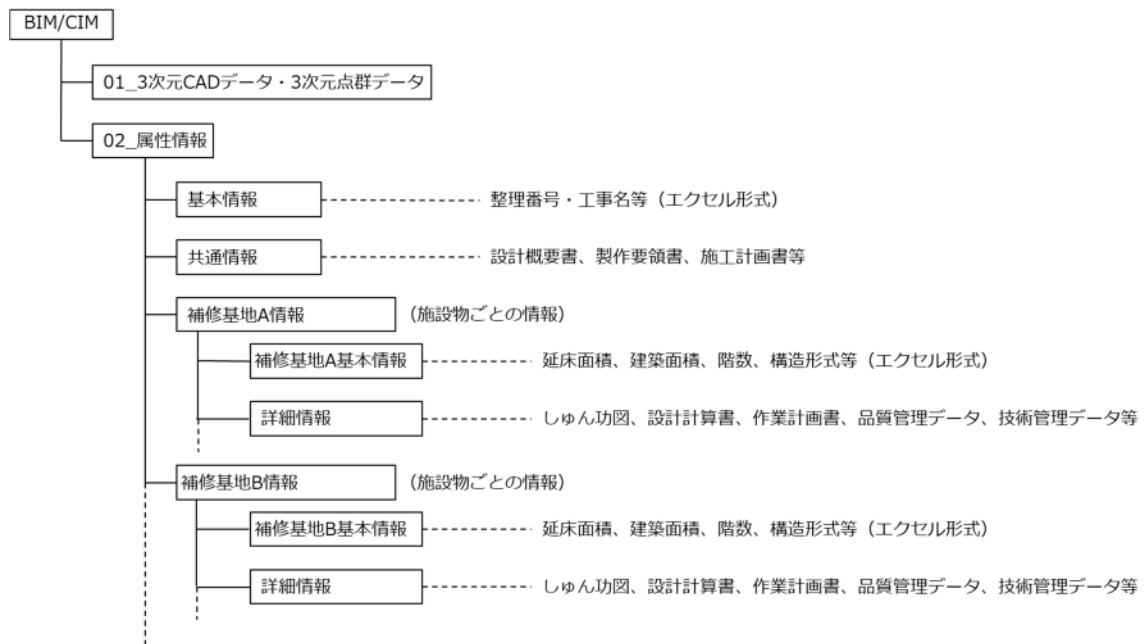 BIM/CIM
01_3次元CADデータ・3次元点群データ
02_属性情報
基本情報 整理番号・工事名等（エクセル形式）
共通情報 設計概要書、製作要領書、施工計画書等
補修基地A情報 （施設物ごとの情報）
補修基地A基本情報 延床面積、建築面積、階数、構造形式等（エクセル形式）
詳細情報 しゅん功図、設計計算書、作業計画書、品質管理データ、技術管理データ等
補修基地B情報 （施設物ごとの情報）
補修基地B基本情報 延床面積、建築面積、階数、構造形式等（エクセル形式）
詳細情報 しゅん功図、設計計算書、作業計画書、品質管理データ、技術管理データ等